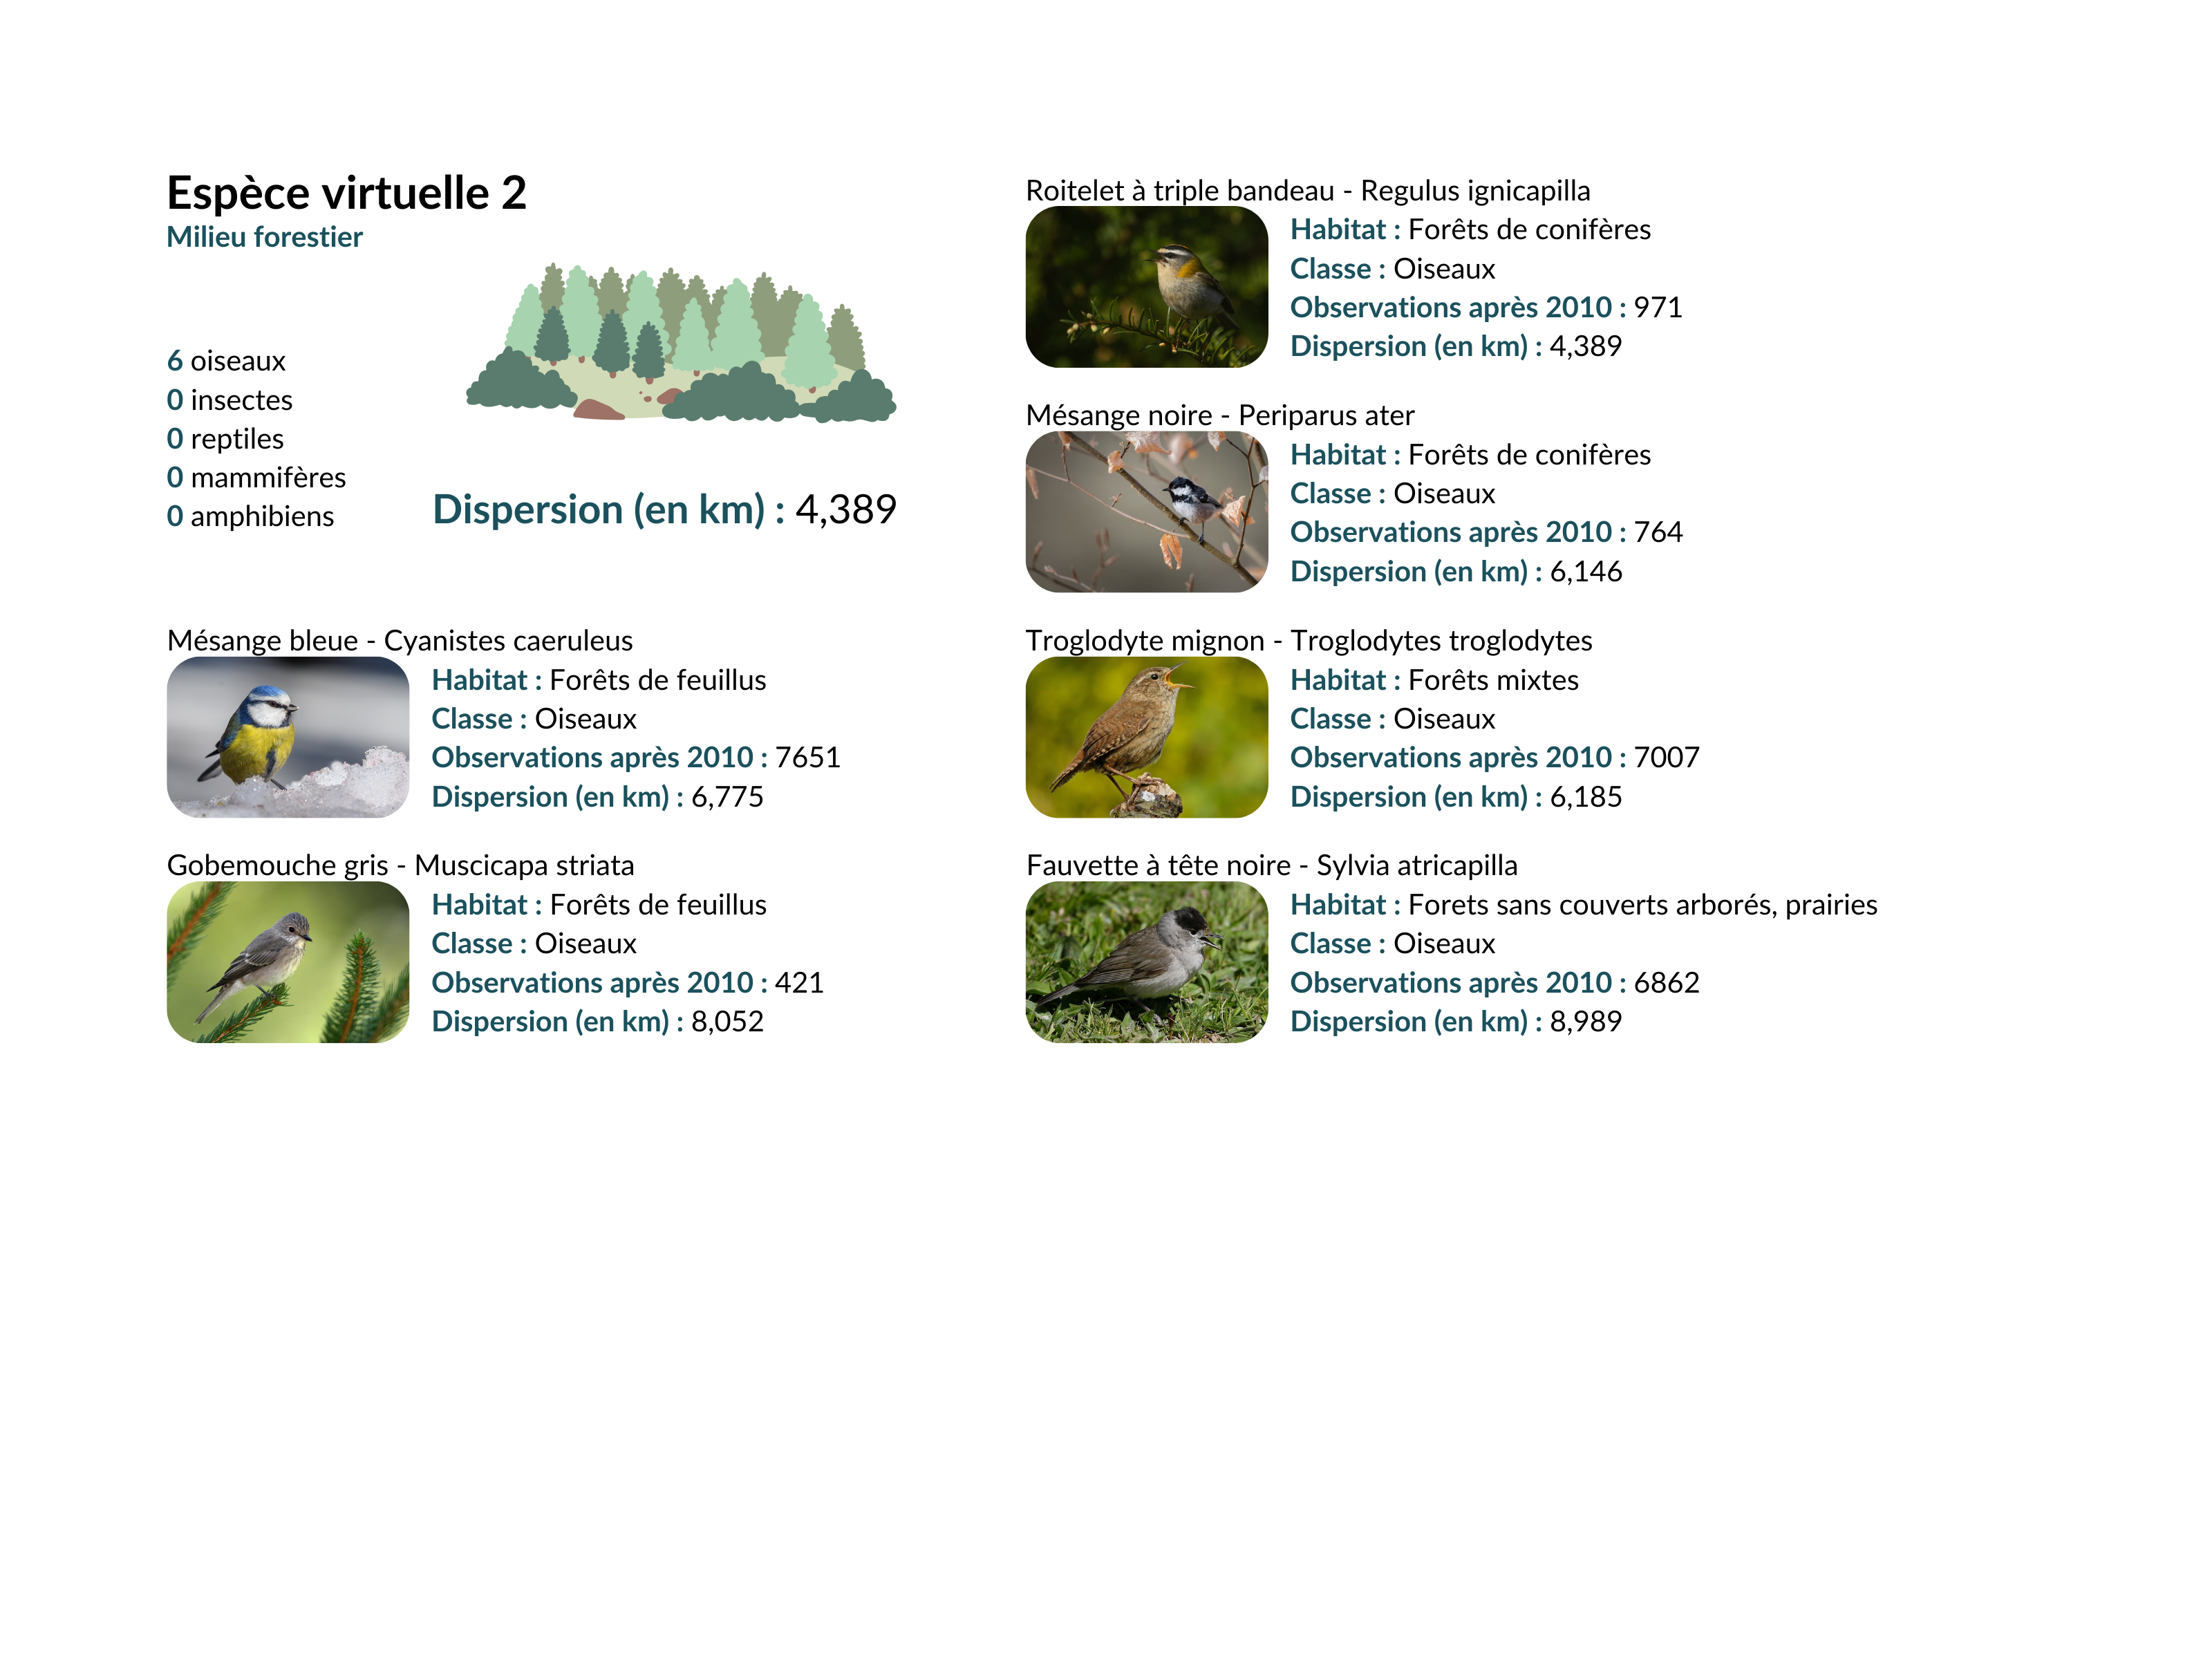 Espèce virtuelle 2
Milieu forestier
6 oiseaux
0 insectes
0 reptiles
0 mammifères
0 amphibiens
Dispersion (en km) : 4,389
Mésange bleue - Cyanistes caeruleus
Habitat : Forêts de feuillus
Classe : Oiseaux
Observations après 2010 : 7651
Dispersion (en km) : 6,775
Gobemouche gris - Muscicapa striata
Habitat : Forêts de feuillus
Classe : Oiseaux
Observations après 2010 : 421
Dispersion (en km) : 8,052
Roitelet à triple bandeau - Regulus ignicapilla
Habitat : Forêts de conifères
Classe : Oiseaux
Observations après 2010 : 971
Dispersion (en km) : 4,389
Mésange noire - Periparus ater
Habitat : Forêts de conifères
Classe : Oiseaux
Observations après 2010 : 764
Dispersion (en km) : 6,146
Troglodyte mignon - Troglodytes troglodytes
Habitat : Forêts mixtes
Classe : Oiseaux
Observations après 2010 : 7007
Dispersion (en km) : 6,185
Fauvette à tête noire - Sylvia atricapilla
Habitat : Forets sans couverts arborés, prairies
Classe : Oiseaux
Observations après 2010 : 6862
Dispersion (en km) : 8,989